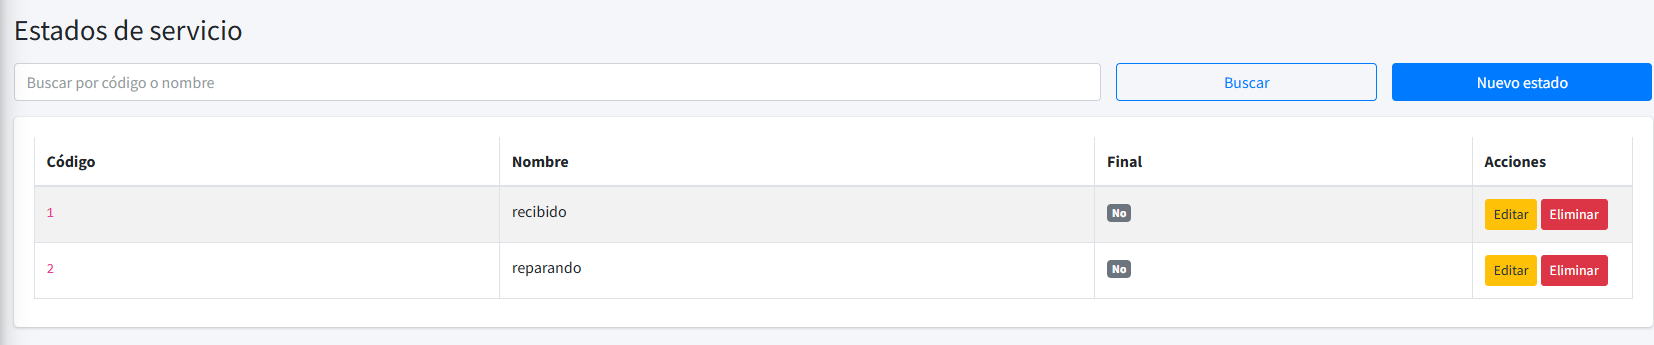 Estados de servicio
Buscar por código o nombre Buscar Nuevo estado
Código Nombre Final Acciones
1 recibido No Editar Eliminar
2 reparando No Editar Eliminar